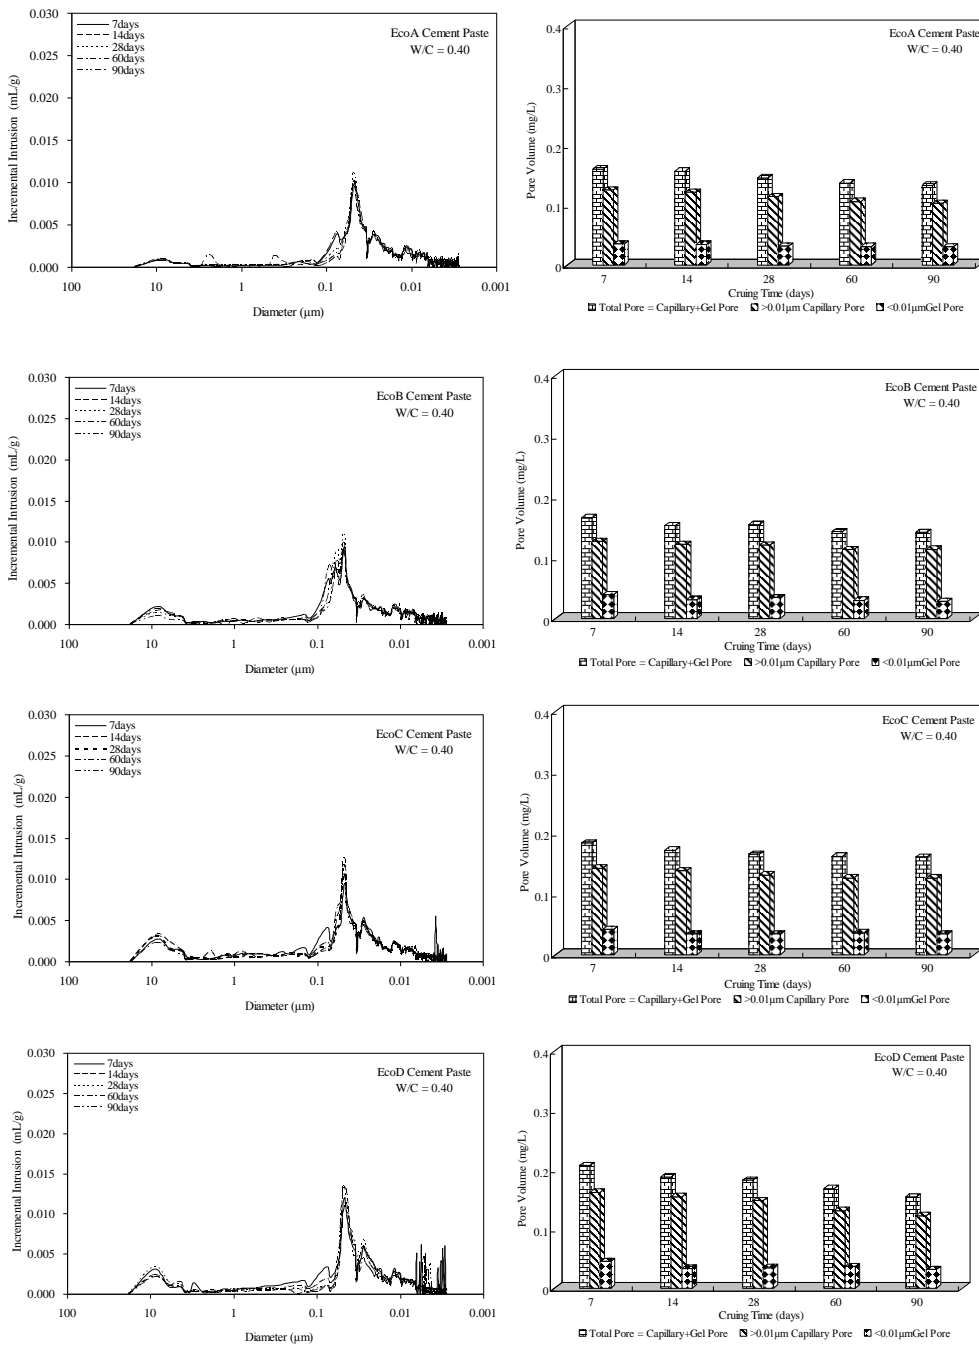 7days
14days
28days
60days
90days
EcoA Cement Paste
W/C = 0.40
Incremental Intrusion (mL/g)
0.030
0.025
0.020
0.015
0.010
0.005
0.000
100
10
1
0.1
0.01
0.001
Diameter (µm)
EcoA Cement Paste
W/C = 0.40
Pore Volume (mg/L)
0.4
0.3
0.2
0.1
0
7
14
28
60
90
Cruing Time (days)
Total Pore = Capillary+Gel Pore
>0.01µm Capillary Pore
<0.01µmGel Pore
7days
14days
28days
60days
90days
EcoB Cement Paste
W/C = 0.40
Incremental Intrusion (mL/g)
0.030
0.025
0.020
0.015
0.010
0.005
0.000
100
10
1
0.1
0.01
0.001
Diameter (µm)
EcoB Cement Paste
W/C = 0.40
Pore Volume (mg/L)
0.4
0.3
0.2
0.1
0
7
14
28
60
90
Cruing Time (days)
Total Pore = Capillary+Gel Pore
>0.01µm Capillary Pore
<0.01µmGel Pore
7days
14days
28days
60days
90days
EcoC Cement Paste
W/C = 0.40
Incremental Intrusion (mL/g)
0.030
0.025
0.020
0.015
0.010
0.005
0.000
100
10
1
0.1
0.01
0.001
Diameter (µm)
EcoC Cement Paste
W/C = 0.40
Pore Volume (mg/L)
0.4
0.3
0.2
0.1
0
7
14
28
60
90
Cruing Time (days)
Total Pore = Capillary+Gel Pore
>0.01µm Capillary Pore
<0.01µmGel Pore
7days
14days
28days
60days
90days
EcoD Cement Paste
W/C = 0.40
Incremental Intrusion (mL/g)
0.030
0.025
0.020
0.015
0.010
0.005
0.000
100
10
1
0.1
0.01
0.001
Diameter (µm)
EcoD Cement Paste
W/C = 0.40
Pore Volume (mg/L)
0.4
0.3
0.2
0.1
0
7
14
28
60
90
Cruing Time (days)
Total Pore = Capillary+Gel Pore
>0.01µm Capillary Pore
<0.01µmGel Pore